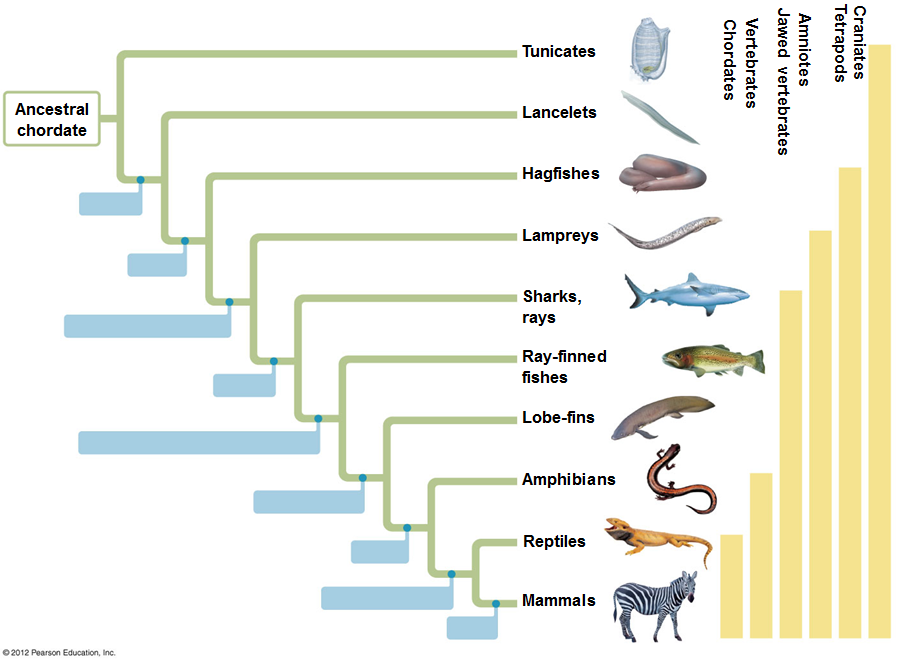 Ancestral
chordate
Tunicates
Lancelets
Hagfishes
Lampreys
Sharks,
rays
Ray-finned
fishes
Lobe-fins
Amphibians
Reptiles
Mammals
Craniates
Tetrapods
Amniotes
Jawed vertebrates
Vertebrates
Chordates
© 2012 Pearson Education, Inc.